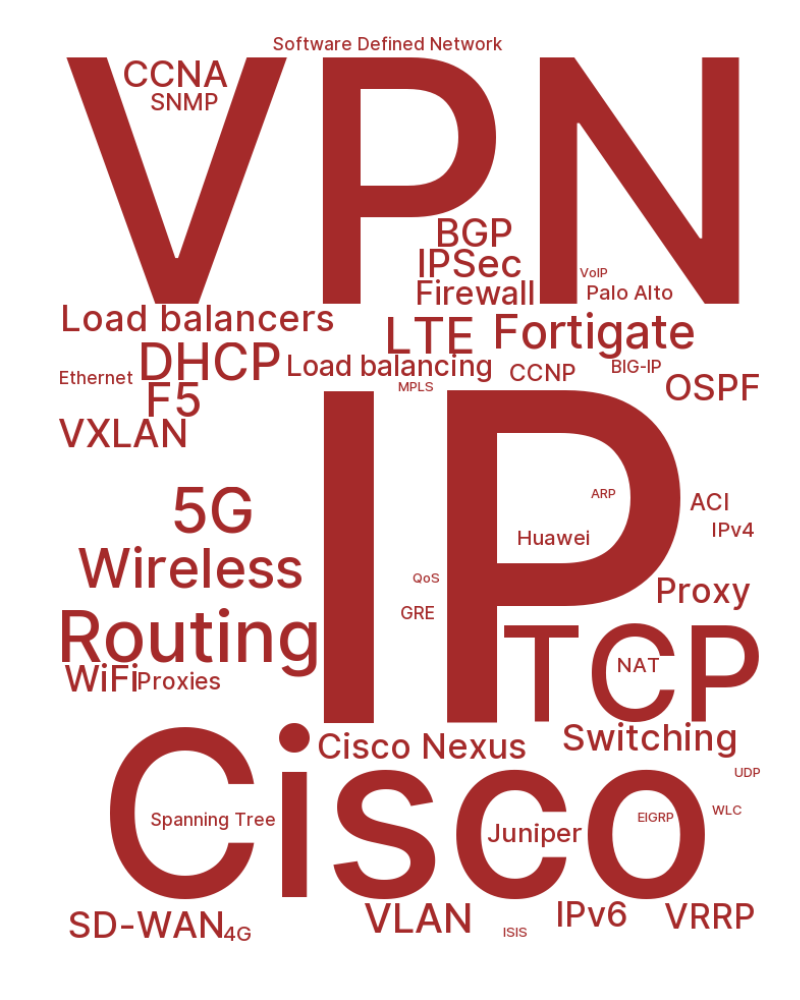 Software Defined Network
VPN
CCNA
SNMP
BGP
IPSec
VoIP
Firewall
Palo Alto
Load balancers
LTE
Fortigate
DHCP
Load balancing
Ethernet
CCNP
BIG-IP
MPLS
OSPF
F5
VXLAN
IP
5G
ARP
ACI
IPv4
Huawei
Wireless
QoS
Proxy
GRE
Routing
TCP
NAT
WiFi
Proxies
Switching
Cisco Nexus
UDP
Cisco
Spanning Tree
Juniper
EIGRP
WLC
SD-WAN
4G
VLAN
ISIS
IPv6
VRRP